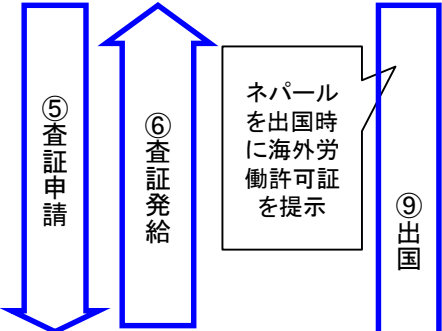 ⑤査証申請
⑥査証発給
ネパール
を出国時
に海外労
働許可証
を提示
⑨出国